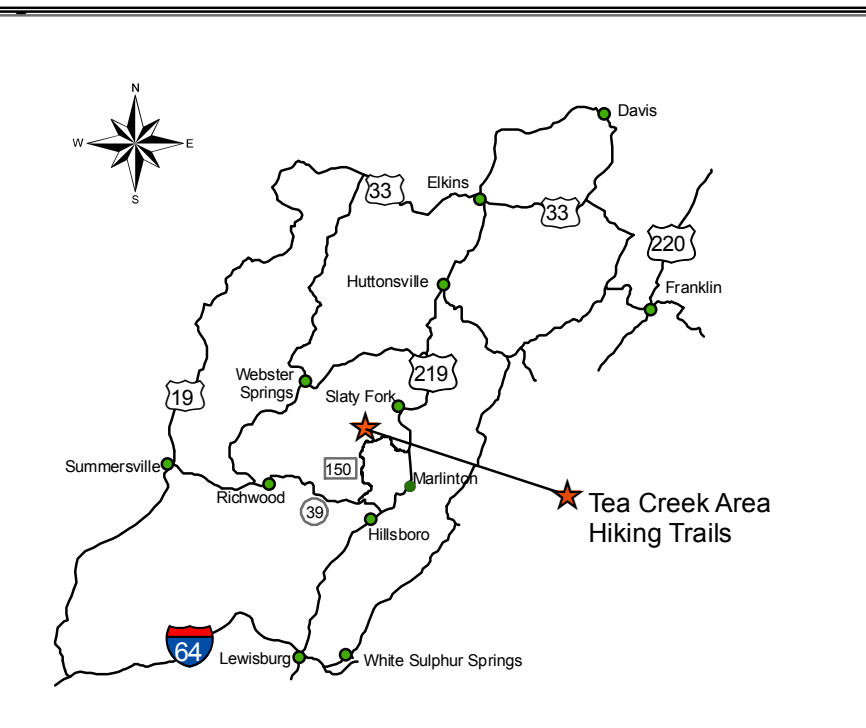 N
W
E
S
Davis
Elkins
33
33
220
Huttonsville
Franklin
Webster
Springs
219
19
Slaty Fork
Summersville
150
Marlinton
Richwood
39
Tea Creek Area
Hiking Trails
Hillsboro
64
Lewisburg
White Sulphur Springs